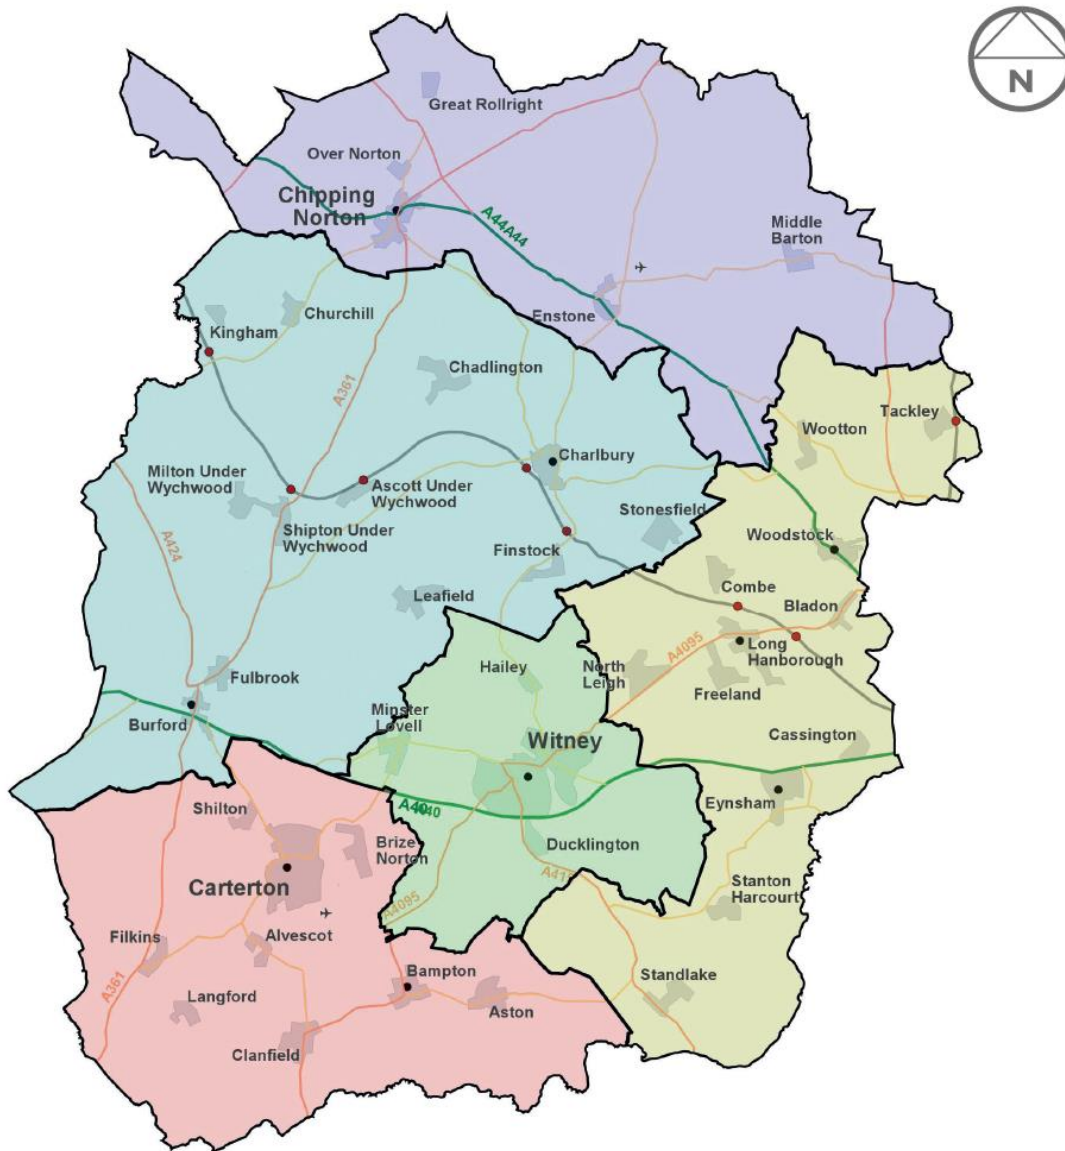 N
Great Rollright
Over Norton
Chipping
Norton
A44A44
Middle
Barton
Enstone
Churchill
Kingham
Chadlington
A361
Wootton
Tackley
Charlbury
Milton Under
Wychwood
Ascott Under
Wychwood
Stonesfield
Shipton Under
Wychwood
Woodstock
A424
Finstock
Combe
Leafield
Bladon
A4095
Long
Hanborough
Hailey
North
Leigh
Fulbrook
Freeland
Burford
Minster
Lovell
Witney
Cassington
Shilton
A40
Eynsham
Brize
Norton
Ducklington
Carterton
Stanton
Harcourt
A4095
Filkins
Alvescot
Bampton
Standlake
A361
Langford
Aston
Clanfield